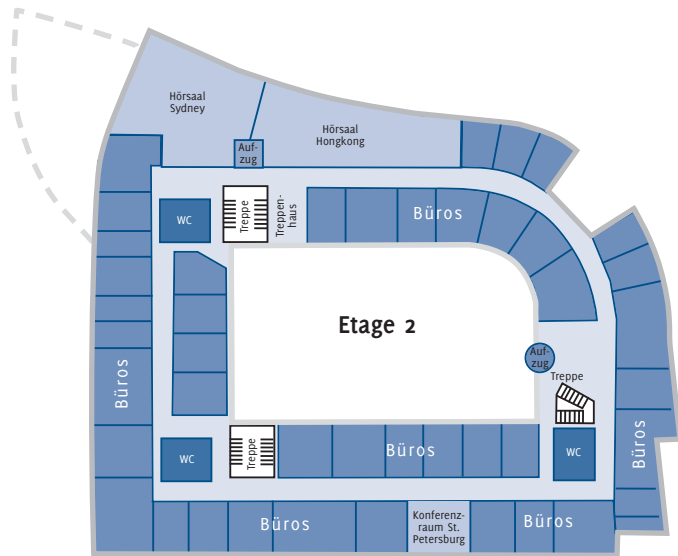 Hörsaal
Sydney
Hörsaal
Hongkong
Auf-
zug
WC
Treppe
Treppen-
haus
Büros
Etage 2
Auf-
zug
Treppe
Büros
WC
Treppe
Büros
WC
Büros
Büros
Konferenz-
raum St.
Petersburg
Büros